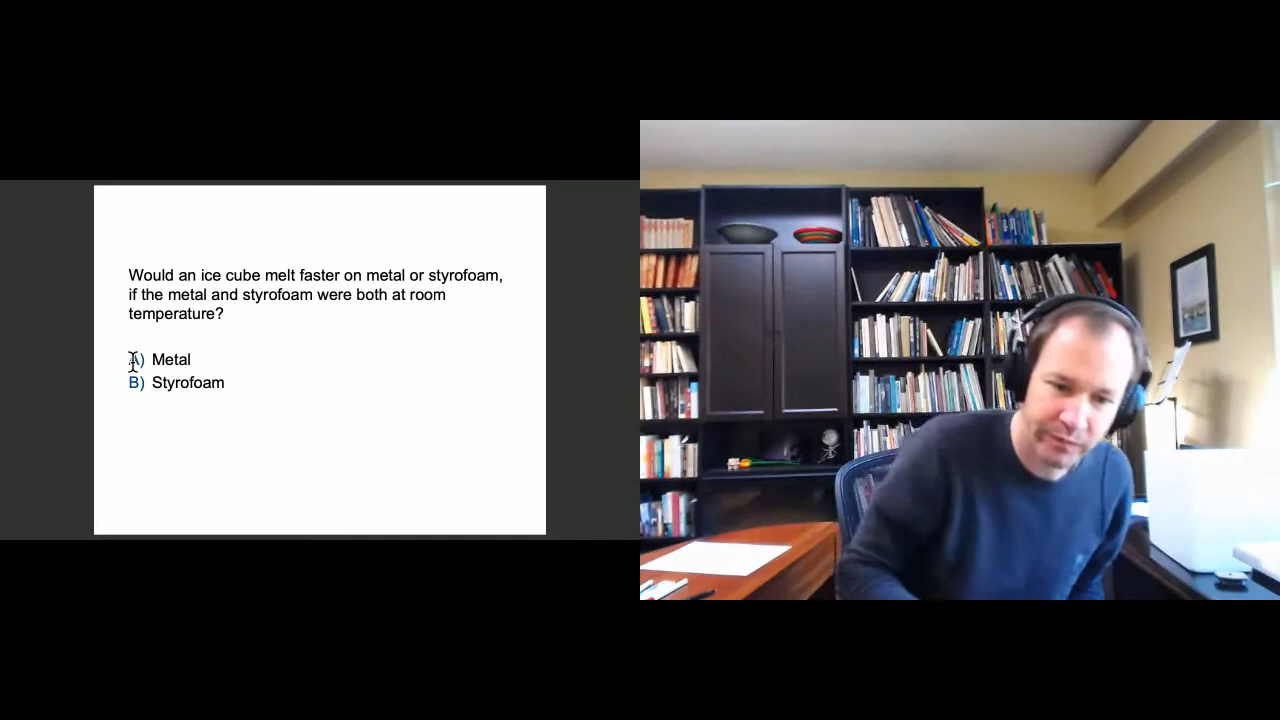 Would an ice cube melt faster on metal or styrofoam,
if the metal and styrofoam were both at room
temperature?
A) Metal
B) Styrofoam